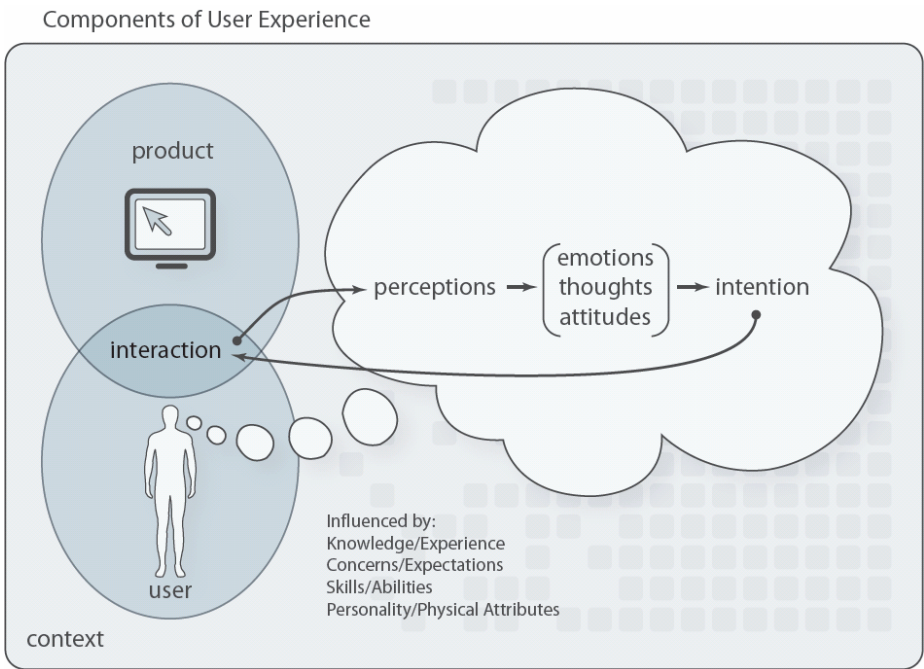 Components of User Experience
product
emotions
perceptions
thoughts
intention
attitudes
interaction
Influenced by:
Knowledge/Experience
Concerns/Expectations
Skills/Abilities
Personality/Physical Attributes
user
context